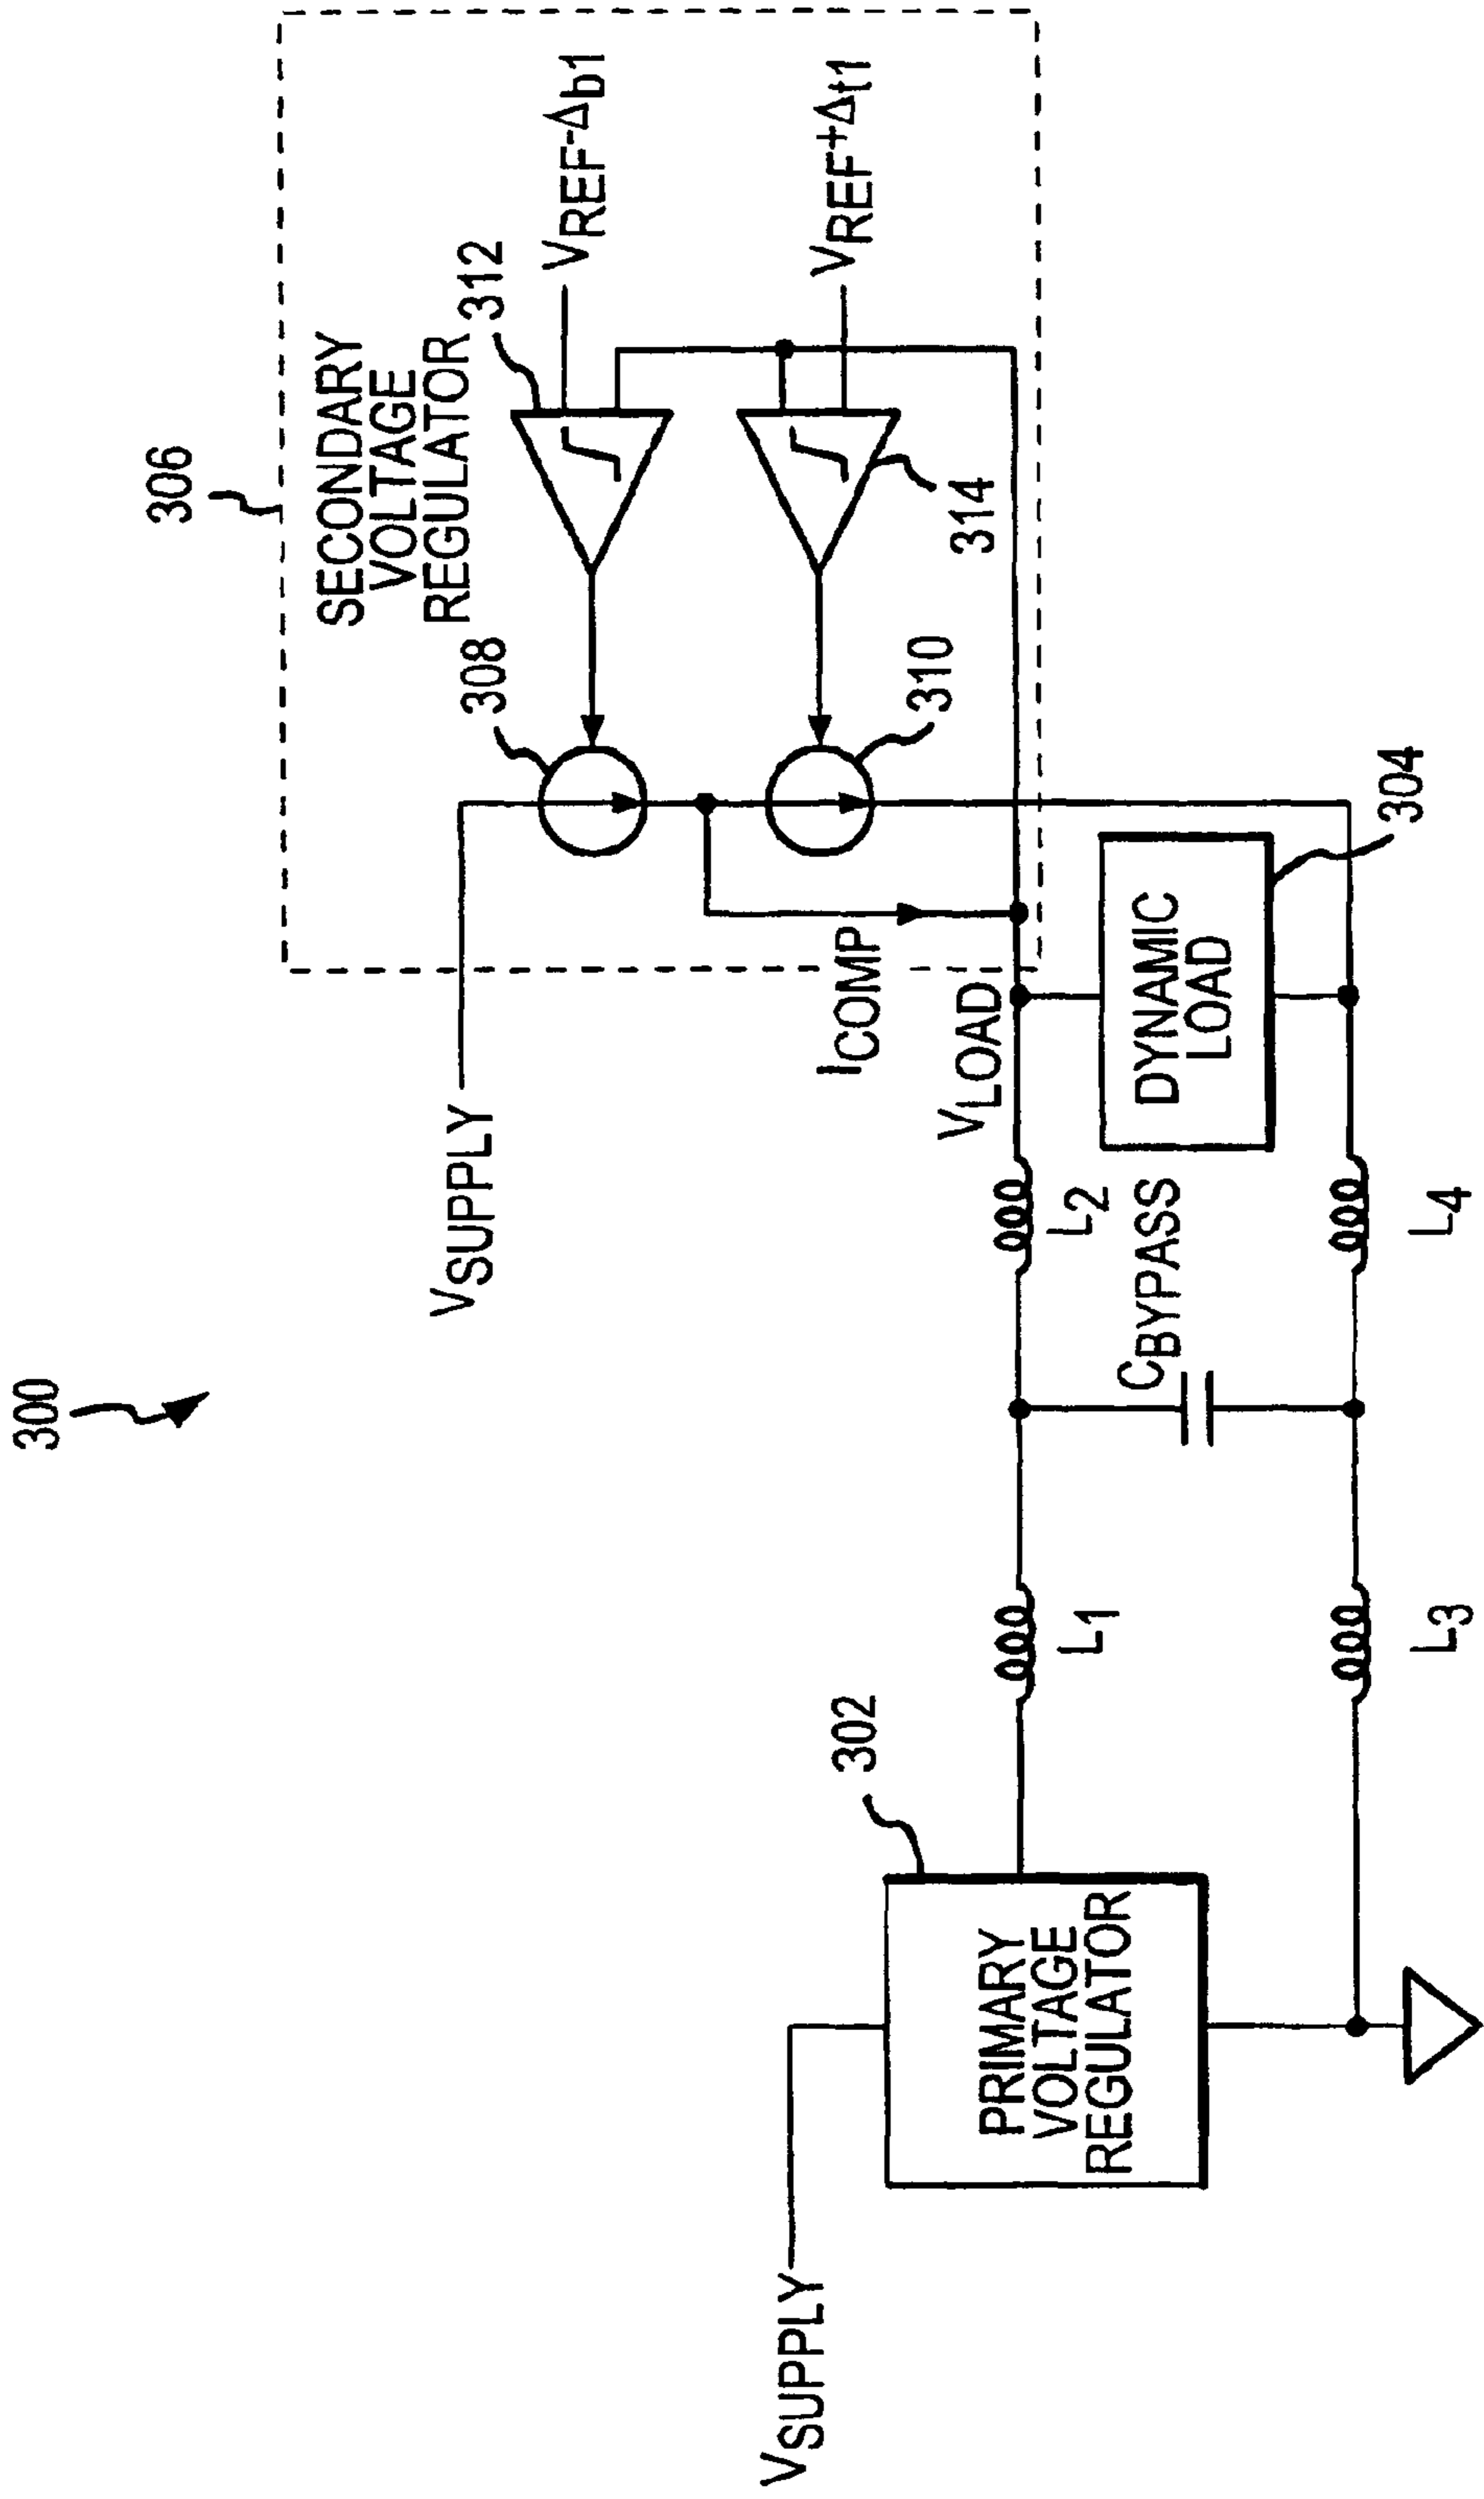 300
306
SECONDARY
VOLTAGE
REGULATOR
308
312
VSUPPLY
VREF-Δb1
VREF+Δt1
310
314
ICOMP
VLOAD
302
L1
L2
CBYPASS
DYNAMIC
LOAD
304
VSUPPLY
PRIMARY
VOLTAGE
REGULATOR
L3
L4